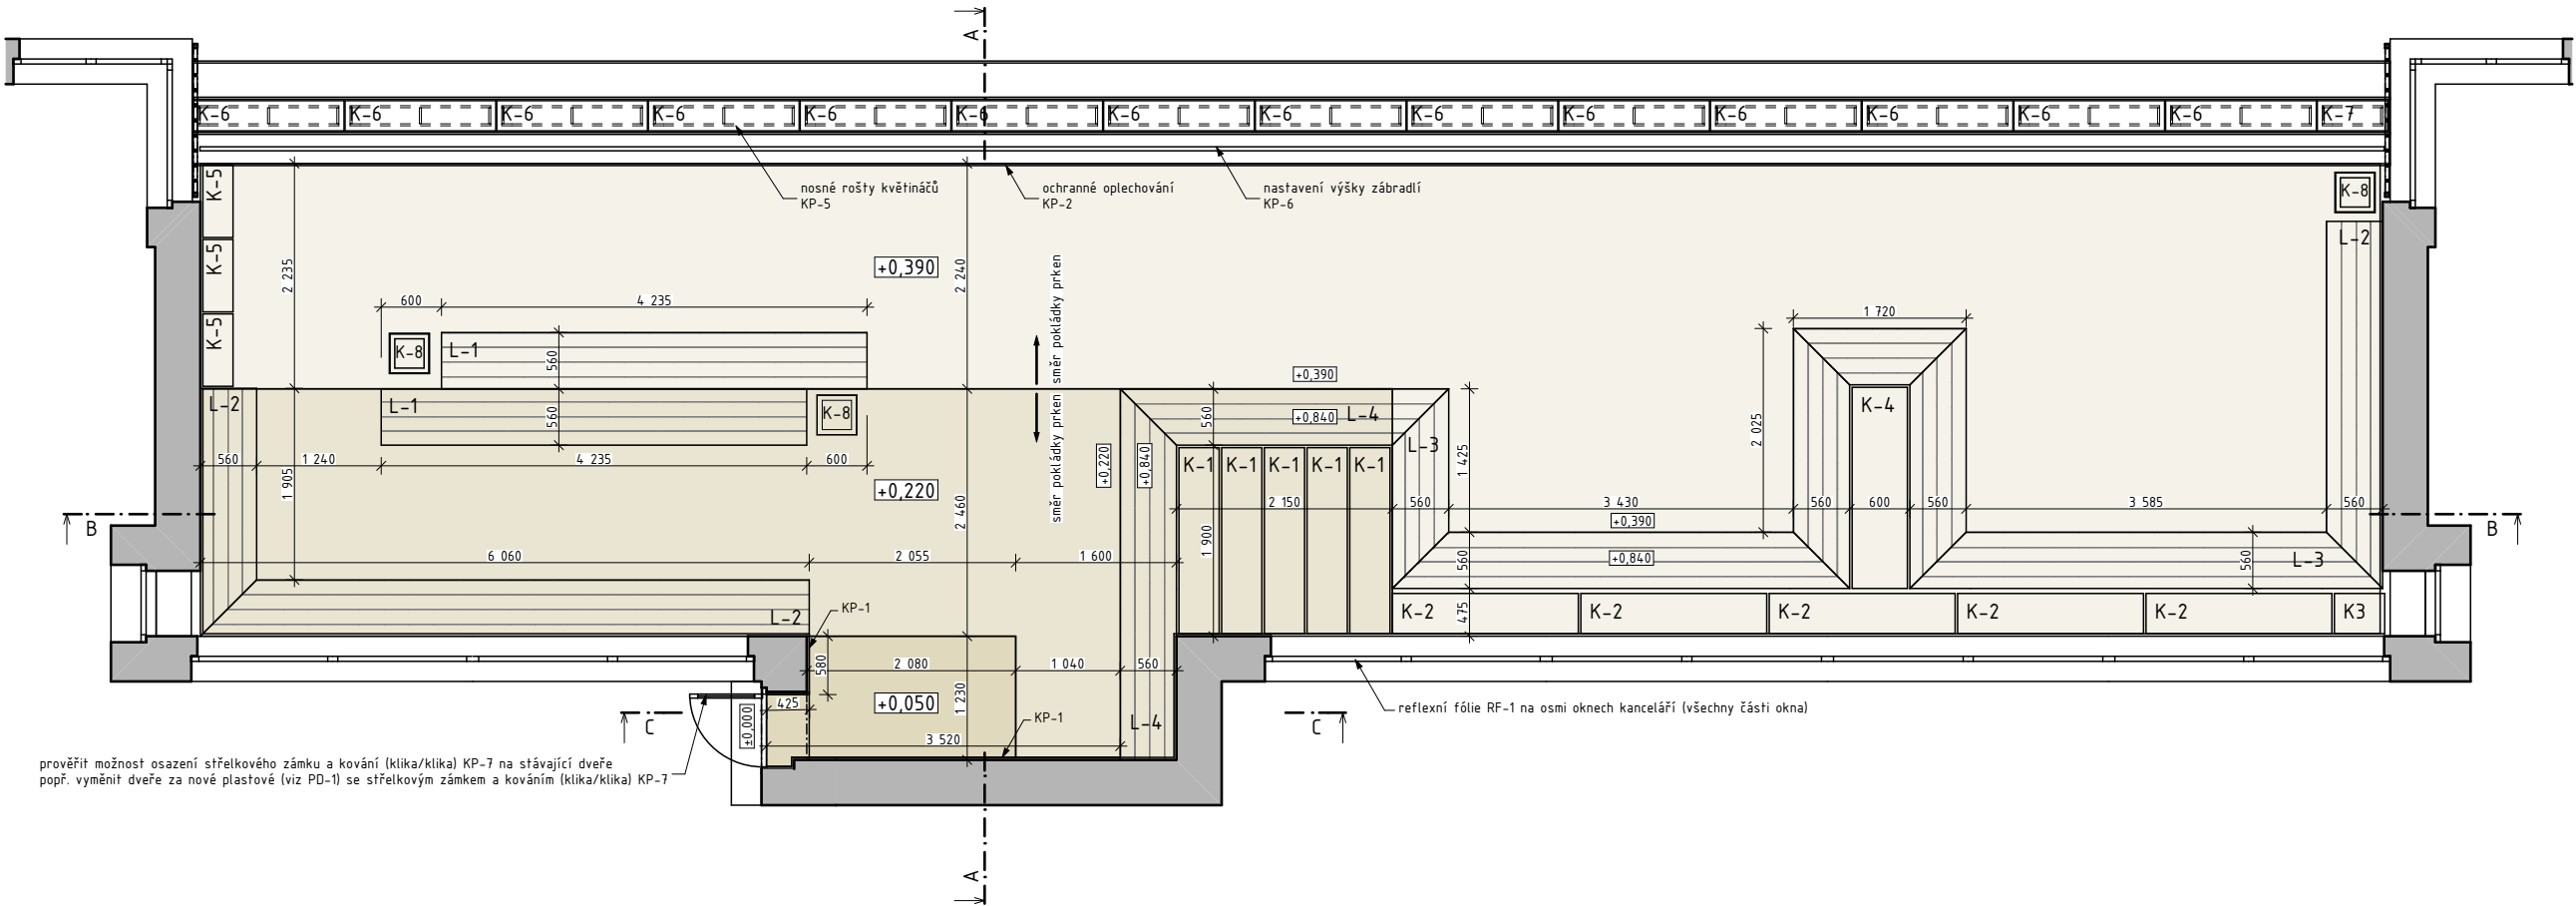 A
K-6 K-6 K-6 K-6 K-6 K-6 K-6 K-6 K-6 K-6 K-6 K-6 K-6 K-6 K-7
K-5
nosné rošty květináčů
KP-5
ochranné oplechování
KP-2
nastavení výšky zábradlí
KP-6
K-8
K-5
L-2
2 235
+0,390
2 240
směr pokládky prken
600
4 235
1 720
K-5
K-8
L-1
560
+0,390
L-2
L-1
560
K-8
směr pokládky prken
560
+0,840
L-4
K-4
2 025
L-3
1 425
560
1 240
4 235
600
+0,220
+0,840
K-1 K-1 K-1 K-1 K-1
1 905
+0,220
2 460
2 150
560
3 430
560
600
560
3 585
560
B
B
+0,390
1 900
6 060
2 055
1 600
560
+0,840
560
L-3
L-2
KP-1
475
K-2 K-2 K-2 K-2 K-2 K3
580
2 080
1 040
560
425
+0,050
1 230
±0,000
C
KP-1
L-4
C
reflexní fólie RF-1 na osmi oknech kanceláří (všechny části okna)
3 520
prověřit možnost osazení střelkového zámku a kování (klika/klika) KP-7 na stávající dveře
popř. vyměnit dveře za nové plastové (viz PD-1) se střelkovým zámkem a kováním (klika/klika) KP-7
A